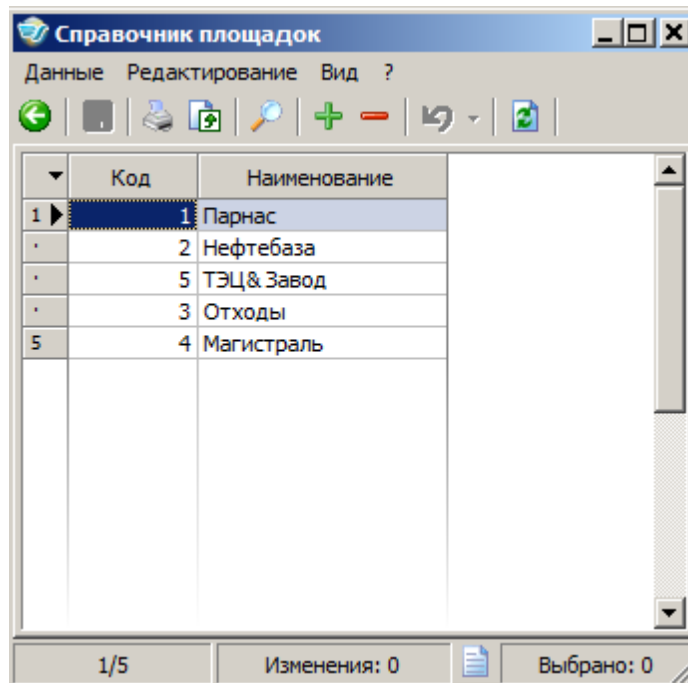 Справочник площадок
Данные Редактирование Вид ?
Код Наименование
1 1 Парнас
2 Нефтебаза
5 ТЭЦ& Завод
3 Отходы
5 4 Магистраль
1/5 Изменения: 0 Выбрано: 0